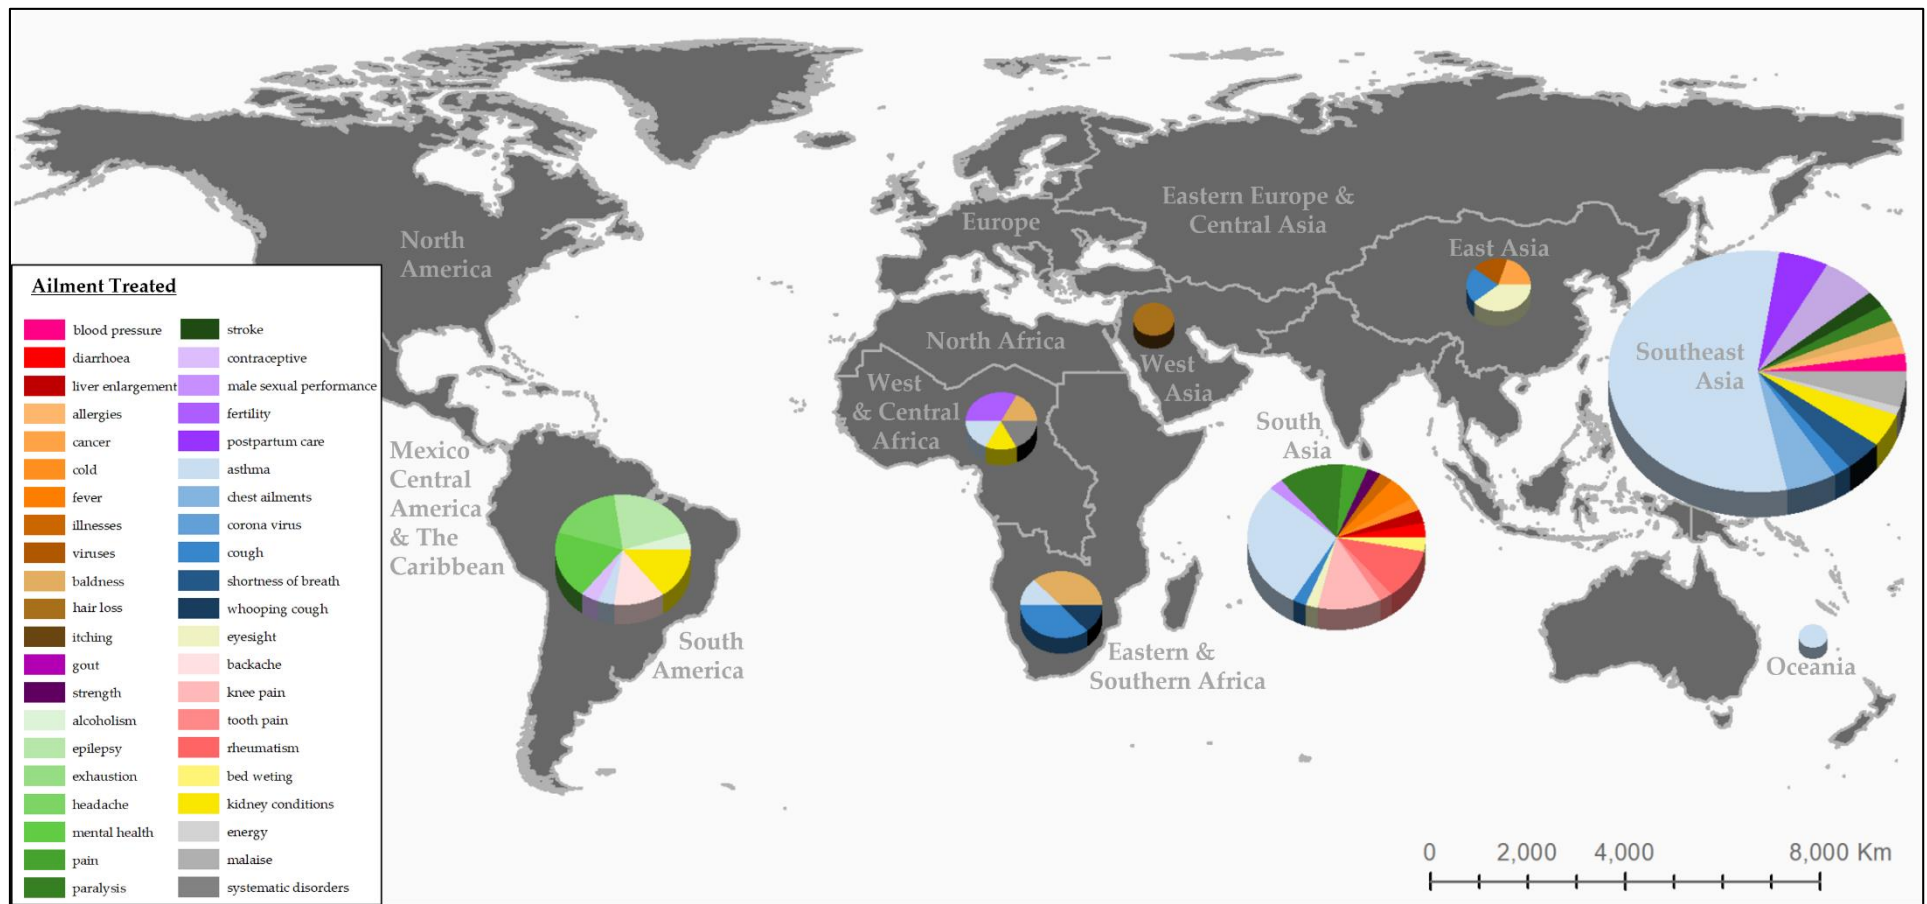 North
America
Europe
Eastern Europe &
Central Asia
East Asia
North Africa
West
& Central
Africa
West
Asia
South
Asia
Southeast
Asia
Mexico
Central
America
& The
Caribbean
South
America
Eastern &
Southern Africa
Oceania
Ailment Treated
blood pressure
diarrhoea
liver enlargement
allergies
cancer
cold
fever
illnesses
viruses
baldness
hair loss
itching
gout
strength
alcoholism
epilepsy
exhaustion
headache
mental health
pain
paralysis
stroke
contraceptive
male sexual performance
fertility
postpartum care
asthma
chest ailments
corona virus
cough
shortness of breath
whooping cough
eyesight
backache
knee pain
tooth pain
rheumatism
bed weting
kidney conditions
energy
malaise
systematic disorders
0 2,000 4,000 8,000 Km